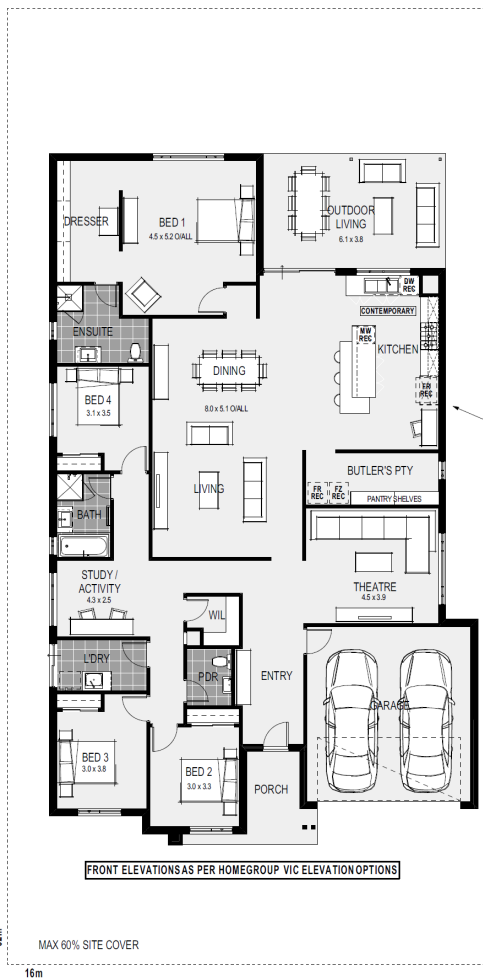 DRESSER
BED 1
4.5 x 5.2 O/ALL
OUTDOOR
LIVING
6.1 x 3.8
DW
REC
CONTEMPORARY
MW
REC
KITCHEN
FR
REC
ENSUITE
DINING
8.0 x 5.1 O/ALL
BED 4
3.1 x 3.5
LIVING
BUTLER'S PTY
FR
REC
FZ
REC
PANTRY SHELVES
BATH
STUDY /
ACTIVITY
4.3 x 2.5
THEATRE
4.5 x 3.9
WIL
L'DRY
PDR
ENTRY
GARAGE
BED 3
3.0 x 3.8
BED 2
3.0 x 3.3
PORCH
FRONT ELEVATIONS AS PER HOMEGROUP VIC ELEVATION OPTIONS
MAX 60% SITE COVER
16m